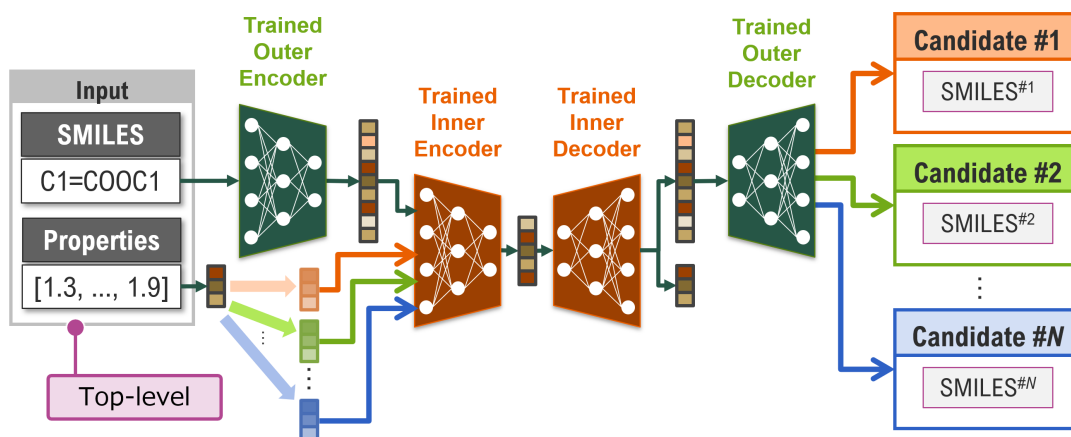 Input
SMILES
C1=COOC1
Properties
[1.3, ..., 1.9]
Top-level
Trained
Outer
Encoder
Trained
Inner
Encoder
Trained
Inner
Decoder
Trained
Outer
Decoder
...
...
Candidate #1
SMILES#1
Candidate #2
SMILES#2
...
Candidate #N
SMILES#N